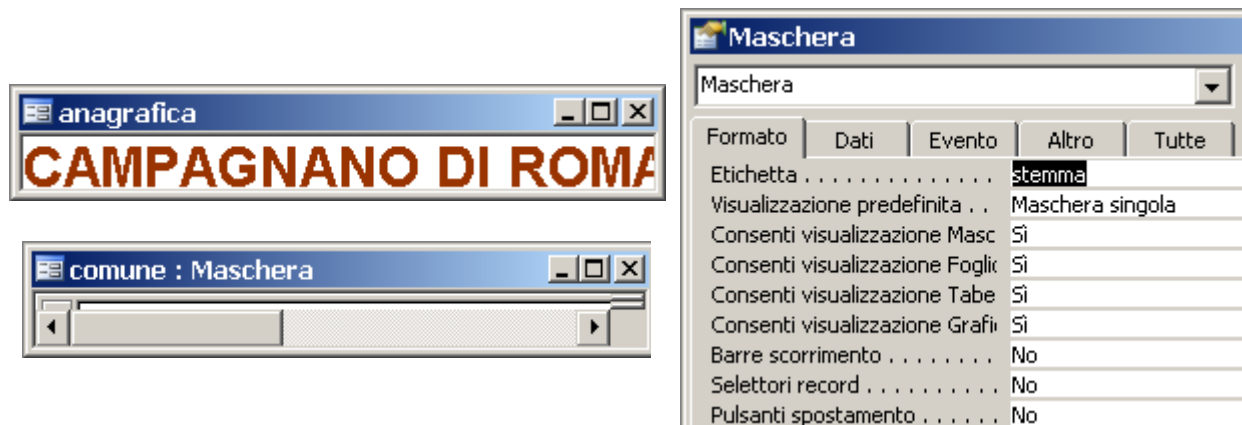 anagrafica
CAMPAGNANO DI ROMA
comune : Maschera
Maschera
Maschera
Formato Dati Evento Altro Tutte
Etichetta . . . . . . . . . . . . . . stemma
Visualizzazione predefinita . . Maschera singola
Consenti visualizzazione Masc Sì
Consenti visualizzazione Foglic Sì
Consenti visualizzazione Tabe Sì
Consenti visualizzazione Grafi Sì
Barre scorrimento . . . . . . . . No
Selettori record . . . . . . . . . . No
Pulsanti spostamento . . . . . . No